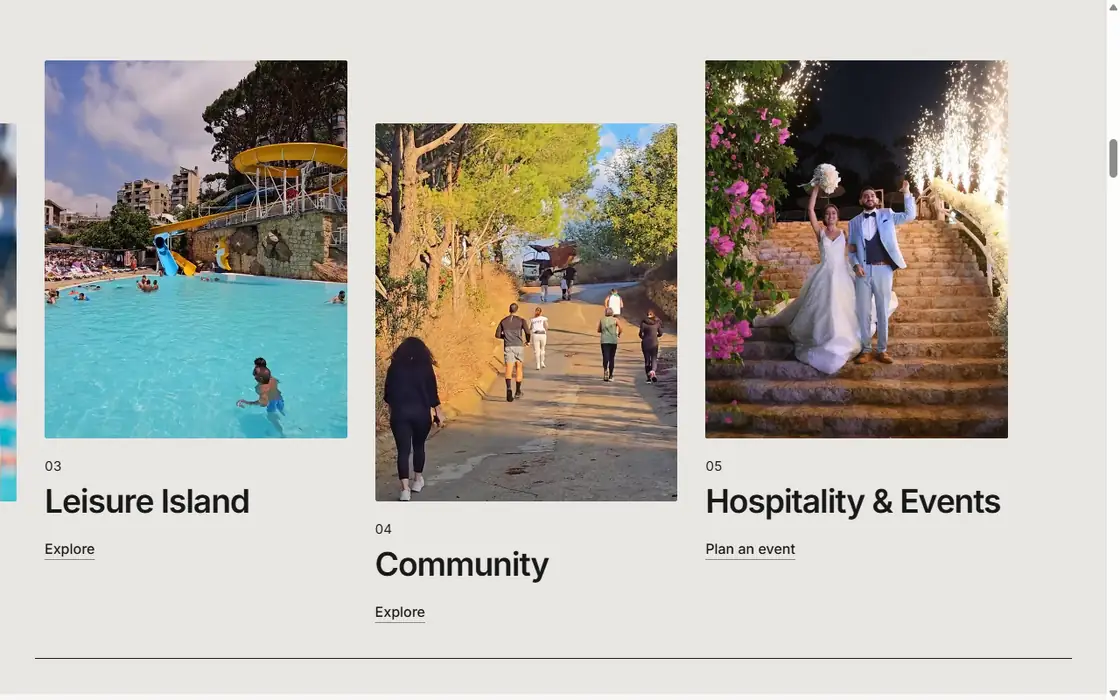 03
Leisure Island
Explore
04
Community
Explore
05
Hospitality & Events
Plan an event